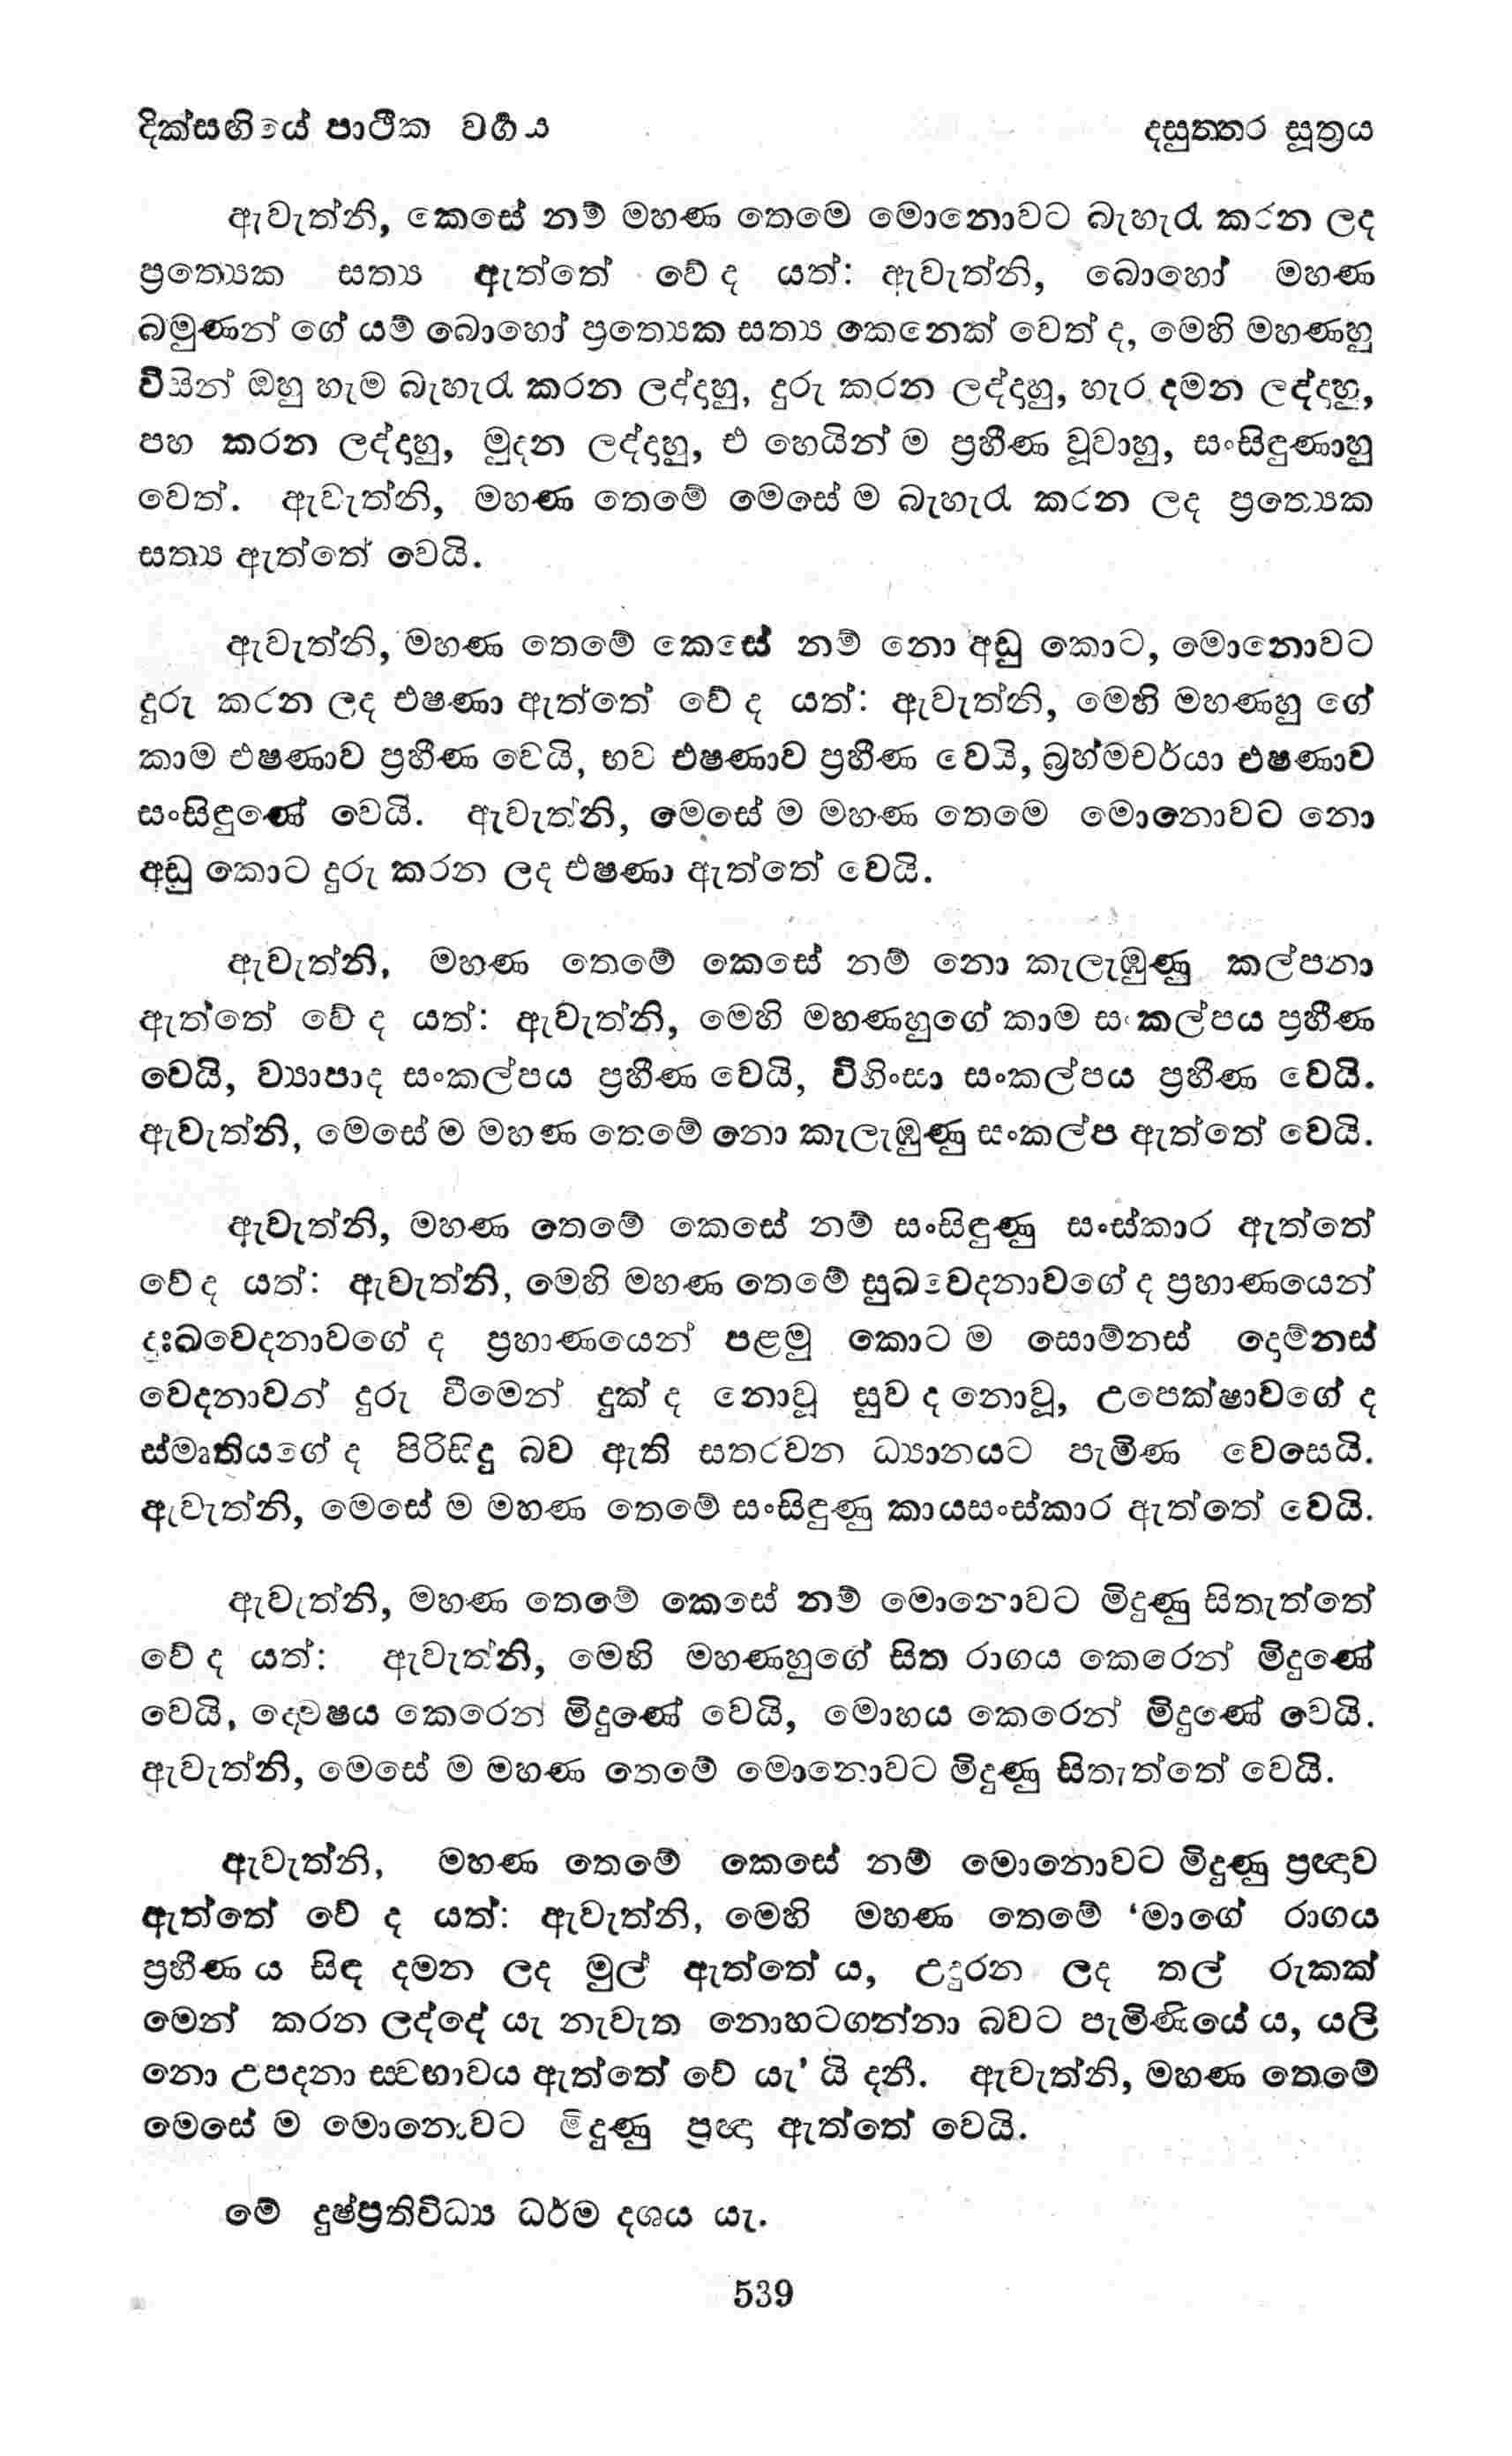 දික්සඟියේ පාථික වර්‍ගය
දසුත්තර සූත්‍රය
ඇවැත්නි, කෙසේ නම් මහණ තෙමෙ මොනොවට බැහැරැ කරන ලද
ප්‍රත්‍යෙක සත්‍ය ඇත්තේ වේ ද යත්: ඇවැත්නි, බොහෝ මහණ
බමුණන් ගේ යම් බොහෝ ප්‍රත්‍යෙක සත්‍ය කෙනෙක් වෙත් ද, මෙහි මහණහු
විසින් ඔහු හැම බැහැරැ කරන ලද්දහු, දුරු කරන ලද්දහු, හැර දමන ලද්දහු,
පහ කරන ලද්දහු, මුදන ලද්දහු, එ හෙයින් ම ප්‍රහීණ වූවාහු, සංසිඳුණාහු
වෙත්. ඇවැත්නි, මහණ තෙමේ මෙසේ ම බැහැරැ කරන ලද ප්‍රත්‍යෙක
සත්‍ය ඇත්තේ වෙයි.
ඇවැත්නි, මහණ තෙමේ කෙසේ නම් නො අඩු කොට, මොනොවට
දුරු කරන ලද එෂණා ඇත්තේ වේ ද යත්: ඇවැත්නි, මෙහි මහණහු ගේ
කාම එෂණාව ප්‍රහීණ වෙයි, භව එෂණාව ප්‍රහීණ වෙයි, බ්‍රහ්මචර්යා එෂණාව
සංසිඳුණේ වෙයි. ඇවැත්නි, මෙසේ ම මහණ තෙමෙ මොනොවට නො
අඩු කොට දුරු කරන ලද එෂණා ඇත්තේ වෙයි.
ඇවැත්නි, මහණ තෙමේ කෙසේ නම් නො කැලැඹුණු කල්පනා
ඇත්තේ වේ ද යත්: ඇවැත්නි, මෙහි මහණහුගේ කාම සංකල්පය ප්‍රහීණ
වෙයි, ව්‍යාපාද සංකල්පය ප්‍රහීණ වෙයි, විහිංසා සංකල්පය ප්‍රහීණ වෙයි.
ඇවැත්නි, මෙසේ ම මහණ තෙමේ නො කැලැඹුණු සංකල්ප ඇත්තේ වෙයි.
ඇවැත්නි, මහණ තෙමේ කෙසේ නම් සංසිඳුණු සංස්කාර ඇත්තේ
වේ ද යත්: ඇවැත්නි, මෙහි මහණ තෙමේ සුඛවෙදනාවගේ ද ප්‍රහාණයෙන්
දුඃඛවෙදනාවගේ ද ප්‍රහාණයෙන් පළමු කොට ම සොම්නස් දොම්නස්
වෙදනාවන් දුරු වීමෙන් දුක් ද නොවූ සුව ද නොවූ, උපෙක්ෂාවගේ ද
ස්මෘතියගේ ද පිරිසිදු බව ඇති සතරවන ධ්‍යානයට පැමිණ වෙසෙයි.
ඇවැත්නි, මෙසේ ම මහණ තෙමේ සංසිඳුණු කායසංස්කාර ඇත්තේ වෙයි.
ඇවැත්නි, මහණ තෙමේ කෙසේ නම් මොනොවට මිදුණු සිතැත්තේ
වේ ද යත්: ඇවැත්නි, මෙහි මහණහුගේ සිත රාගය කෙරෙන් මිදුණේ
වෙයි, ද්‍වෙෂය කෙරෙන් මිදුණේ වෙයි, මොහය කෙරෙන් මිදුණේ වෙයි.
ඇවැත්නි, මෙසේ ම මහණ තෙමේ මොනොවට මිදුණු සිතැත්තේ වෙයි.
ඇවැත්නි, මහණ තෙමේ කෙසේ නම් මොනොවට මිදුණු ප්‍රඥාව
ඇත්තේ වේ ද යත්: ඇවැත්නි, මෙහි මහණ තෙමේ ‘මාගේ රාගය
ප්‍රහීණ ය සිඳ දමන ලද මුල් ඇත්තේ ය, උදුරන ලද තල් රුකක්
මෙන් කරන ලද්දේ යැ නැවැත නොහටගන්නා බවට පැමිණියේ ය, යලි
නො උපදනා ස්වභාවය ඇත්තේ වේ යැ’ යි දනී. ඇවැත්නි, මහණ තෙමේ
මෙසේ ම මොනොවට මිදුණු ප්‍රඥා ඇත්තේ වෙයි.
මේ දුෂ්ප්‍රතිවිධ්‍ය ධර්ම දශය යැ.
539